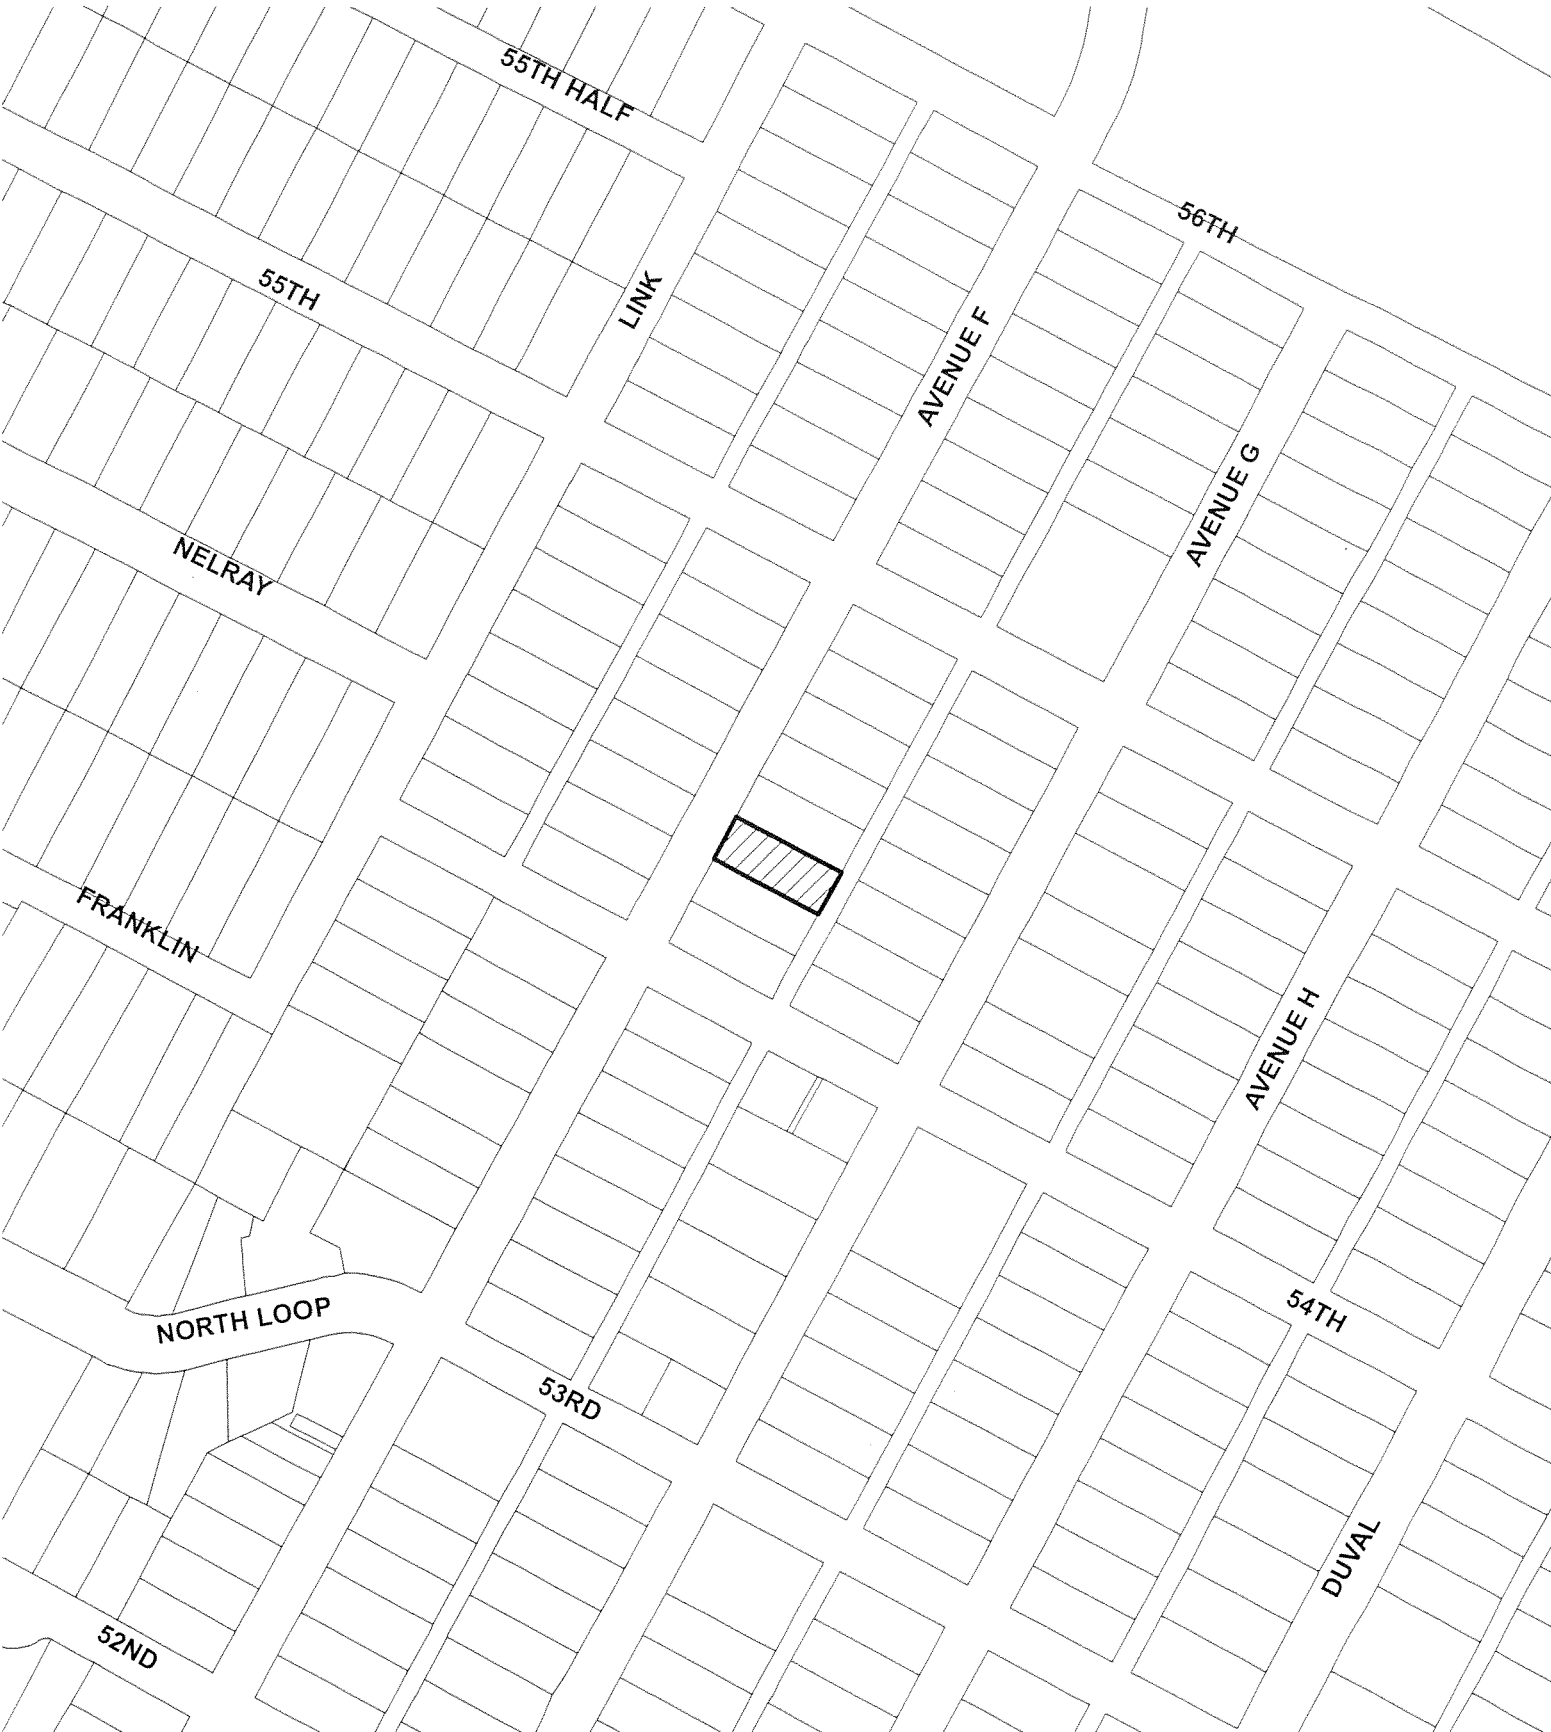 55TH HALF
56TH
55TH
LINK
AVENUE F
AVENUE G
NELRAY
FRANKLIN
AVENUE H
NORTH LOOP
54TH
53RD
DUVAL
52ND